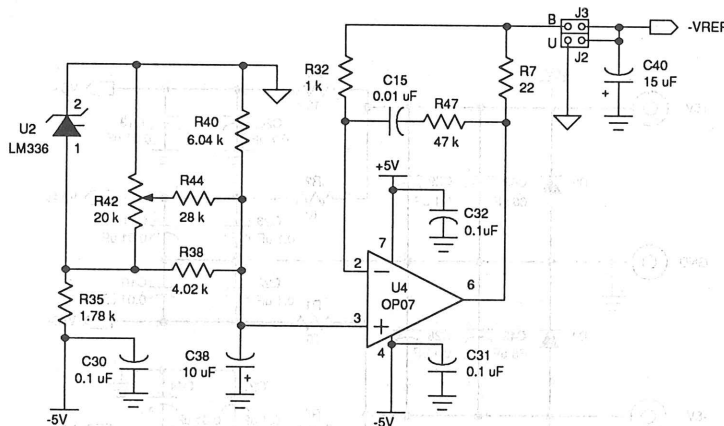 B
J3
-VREF
U
J2
C40
15 uF
+
R32
1 k
C15
0.01 uF
R47
47 k
R7
22
2
U2
LM336
1
R40
6.04 k
R42
20 k
R44
28 k
R38
4.02 k
+5V
C32
0.1uF
7
2
−
U4
OP07
6
3
+
4
R35
1.78 k
C30
0.1 uF
C38
10 uF
+
C31
0.1 uF
-5V
-5V